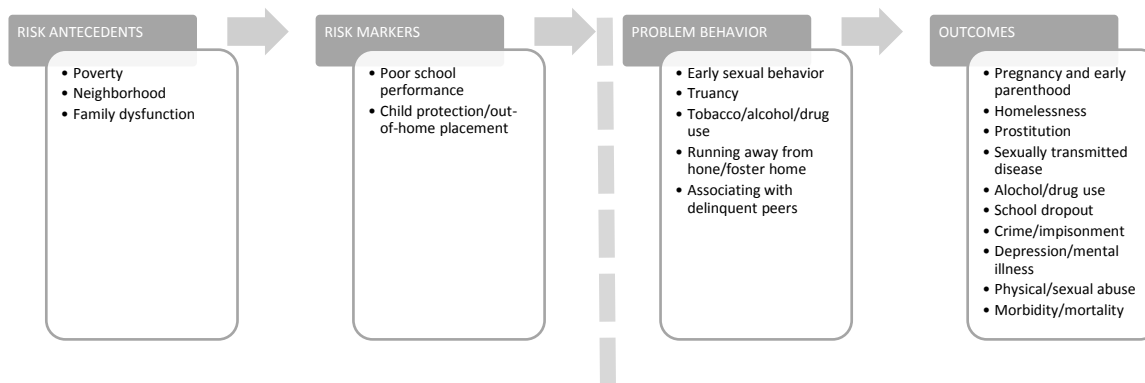 RISK ANTECEDENTS
• Poverty
• Neighborhood
• Family dysfunction
RISK MARKERS
• Poor school
performance
• Child protection/out-
of-home placement
PROBLEM BEHAVIOR
• Early sexual behavior
• Truancy
• Tobacco/alcohol/drug
use
• Running away from
hone/foster home
• Associating with
delinquent peers
OUTCOMES
• Pregnancy and early
parenthood
• Homelessness
• Prostitution
• Sexually transmitted
disease
• Alochol/drug use
• School dropout
• Crime/impisonment
• Depression/mental
illness
• Physical/sexual abuse
• Morbidity/mortality